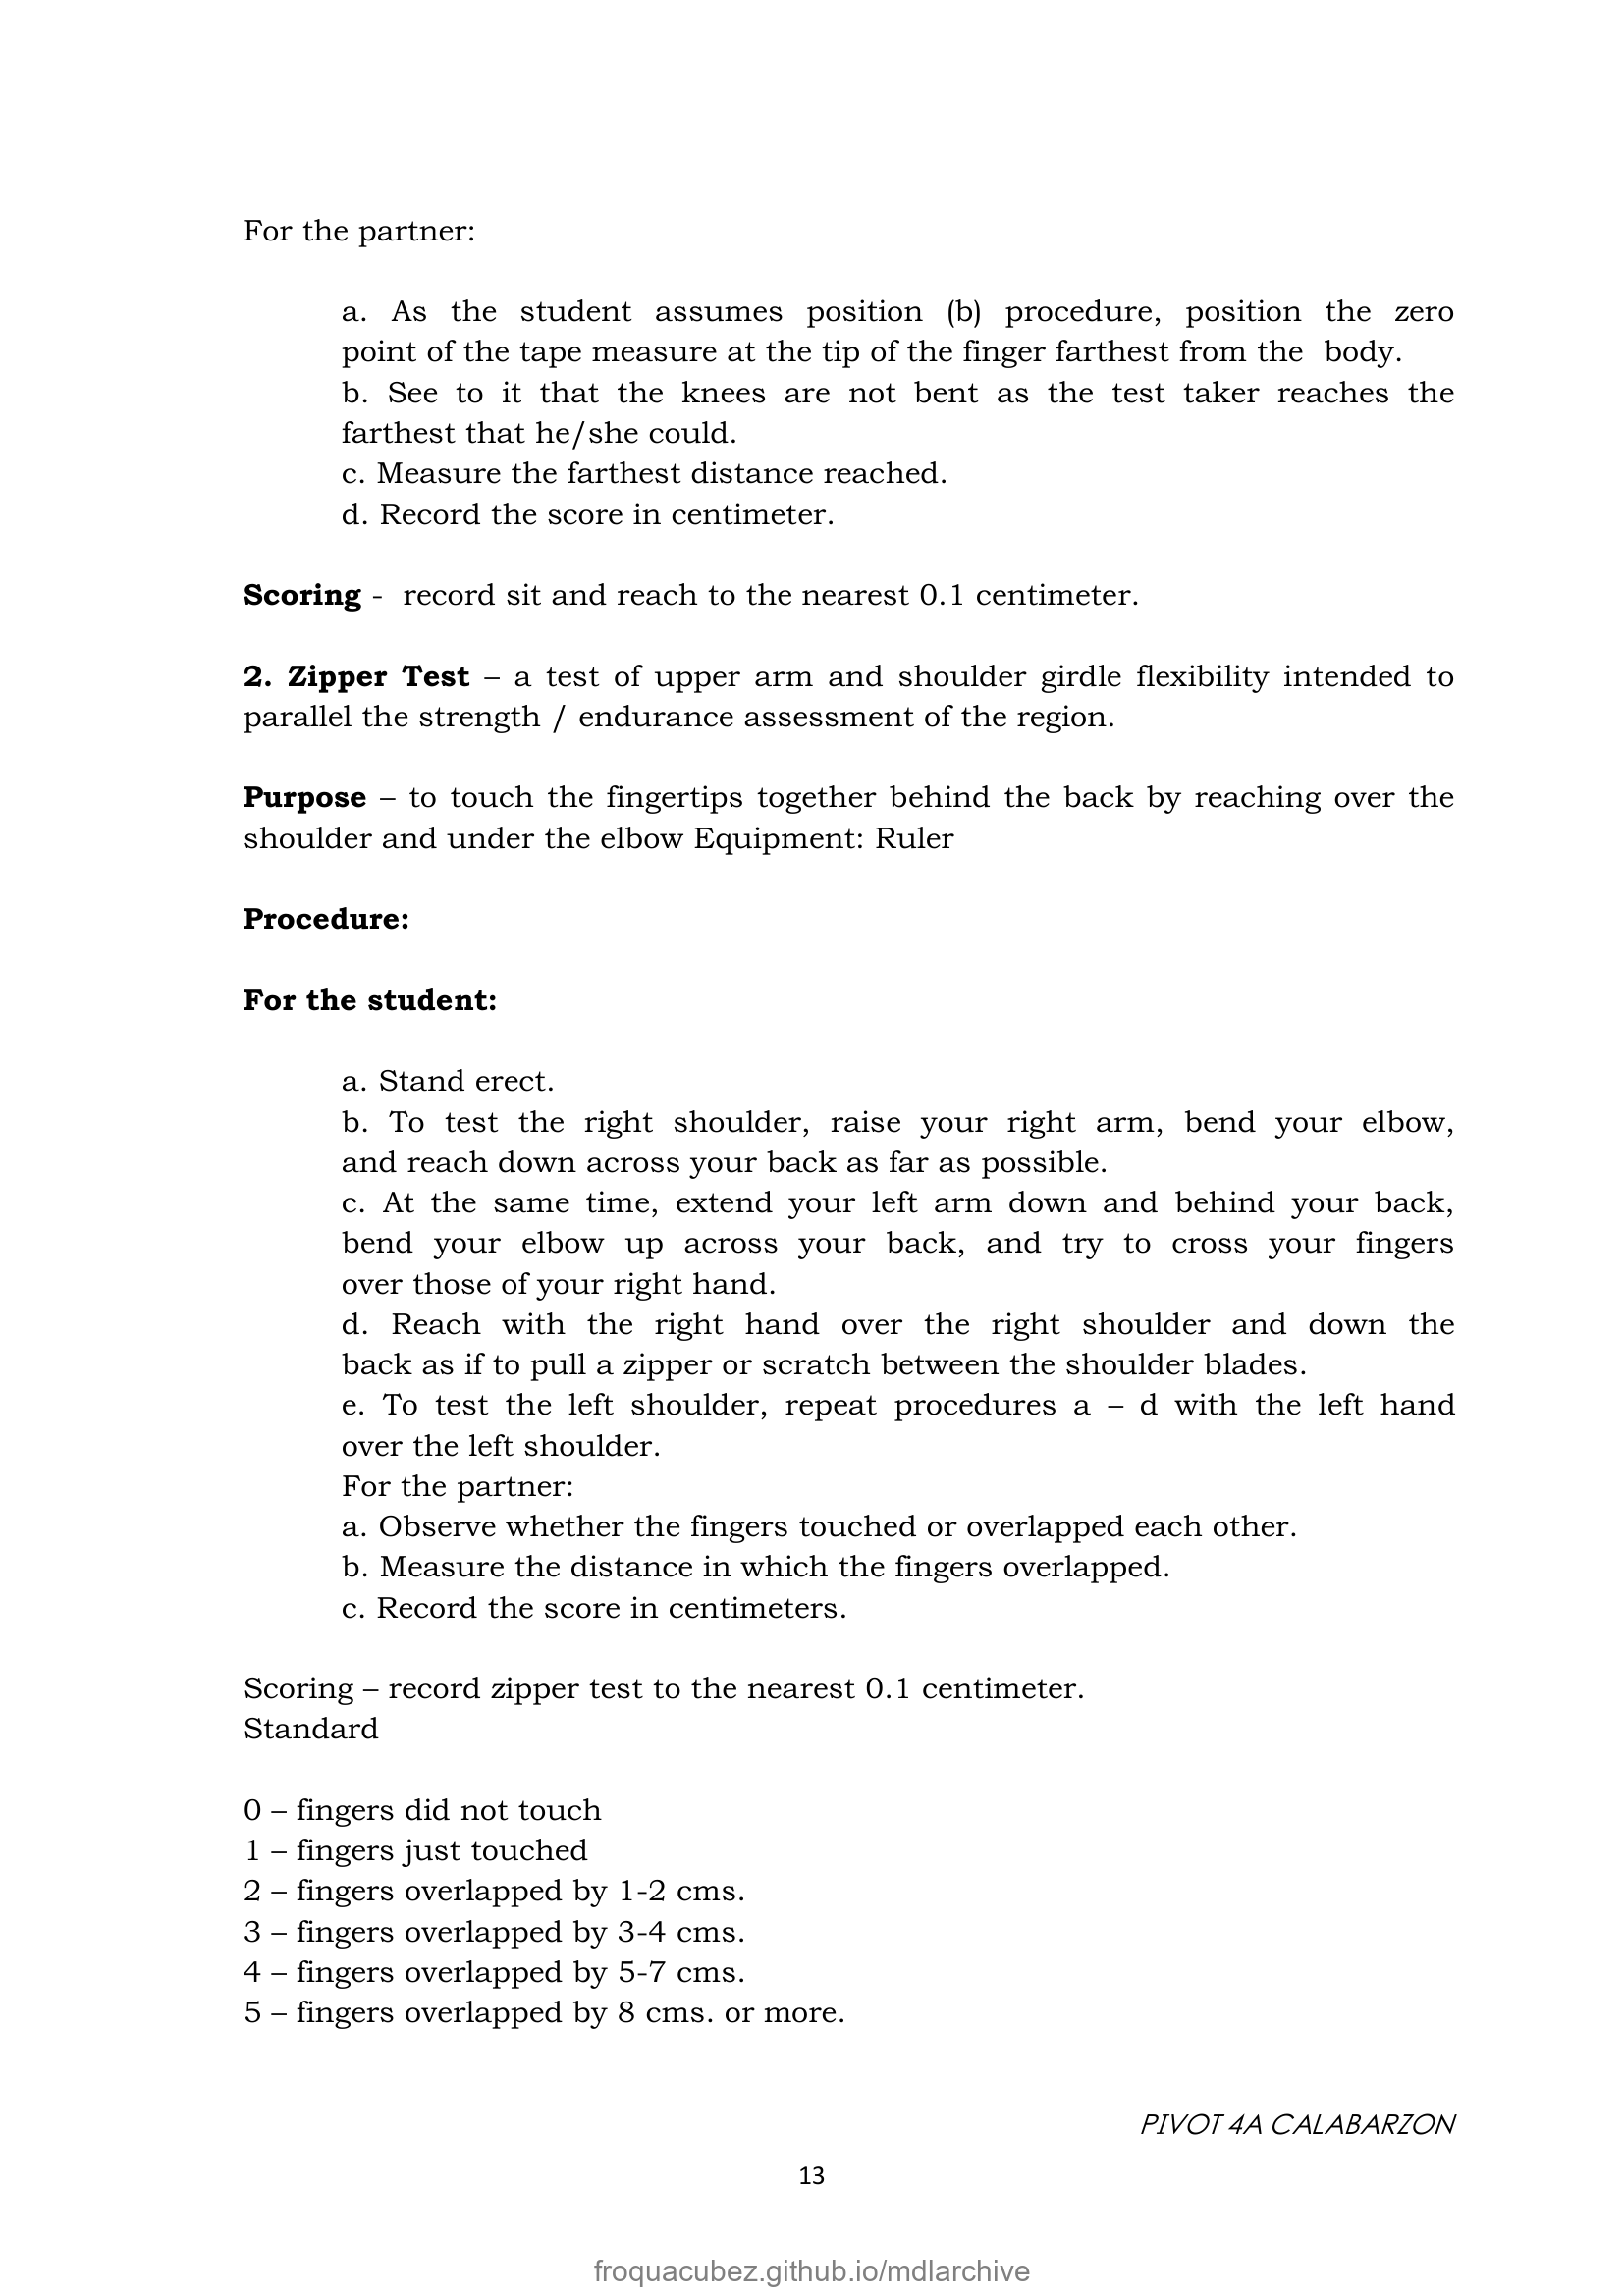 For the partner:
a. As the student assumes position (b) procedure, position the zero
point of the tape measure at the tip of the finger farthest from the body.
b. See to it that the knees are not bent as the test taker reaches the
farthest that he/she could.
c. Measure the farthest distance reached.
d. Record the score in centimeter.
Scoring - record sit and reach to the nearest 0.1 centimeter.
2. Zipper Test – a test of upper arm and shoulder girdle flexibility intended to
parallel the strength / endurance assessment of the region.
Purpose – to touch the fingertips together behind the back by reaching over the
shoulder and under the elbow Equipment: Ruler
Procedure:
For the student:
a. Stand erect.
b. To test the right shoulder, raise your right arm, bend your elbow,
and reach down across your back as far as possible.
c. At the same time, extend your left arm down and behind your back,
bend your elbow up across your back, and try to cross your fingers
over those of your right hand.
d. Reach with the right hand over the right shoulder and down the
back as if to pull a zipper or scratch between the shoulder blades.
e. To test the left shoulder, repeat procedures a – d with the left hand
over the left shoulder.
For the partner:
a. Observe whether the fingers touched or overlapped each other.
b. Measure the distance in which the fingers overlapped.
c. Record the score in centimeters.
Scoring – record zipper test to the nearest 0.1 centimeter.
Standard
0 – fingers did not touch
1 – fingers just touched
2 – fingers overlapped by 1-2 cms.
3 – fingers overlapped by 3-4 cms.
4 – fingers overlapped by 5-7 cms.
5 – fingers overlapped by 8 cms. or more.
PIVOT 4A CALABARZON
13
froquacubez.github.io/mdlarchive